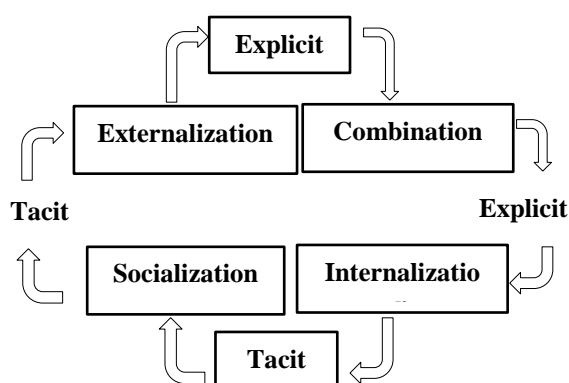 Explicit
Externalization
Combination
Tacit
Explicit
Socialization
Internalizatio
Tacit